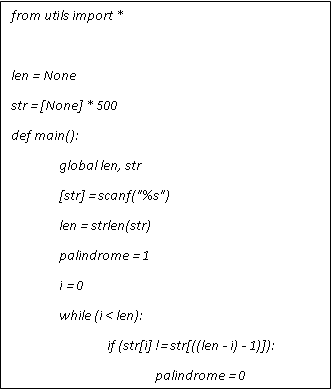 from utils import *
len = None
str = [None] * 500
def main():
global len, str
[str] = scanf("%s")
len = strlen(str)
palindrome = 1
i = 0
while (i < len):
if (str[i] != str[((len - i) - 1)]):
palindrome = 0